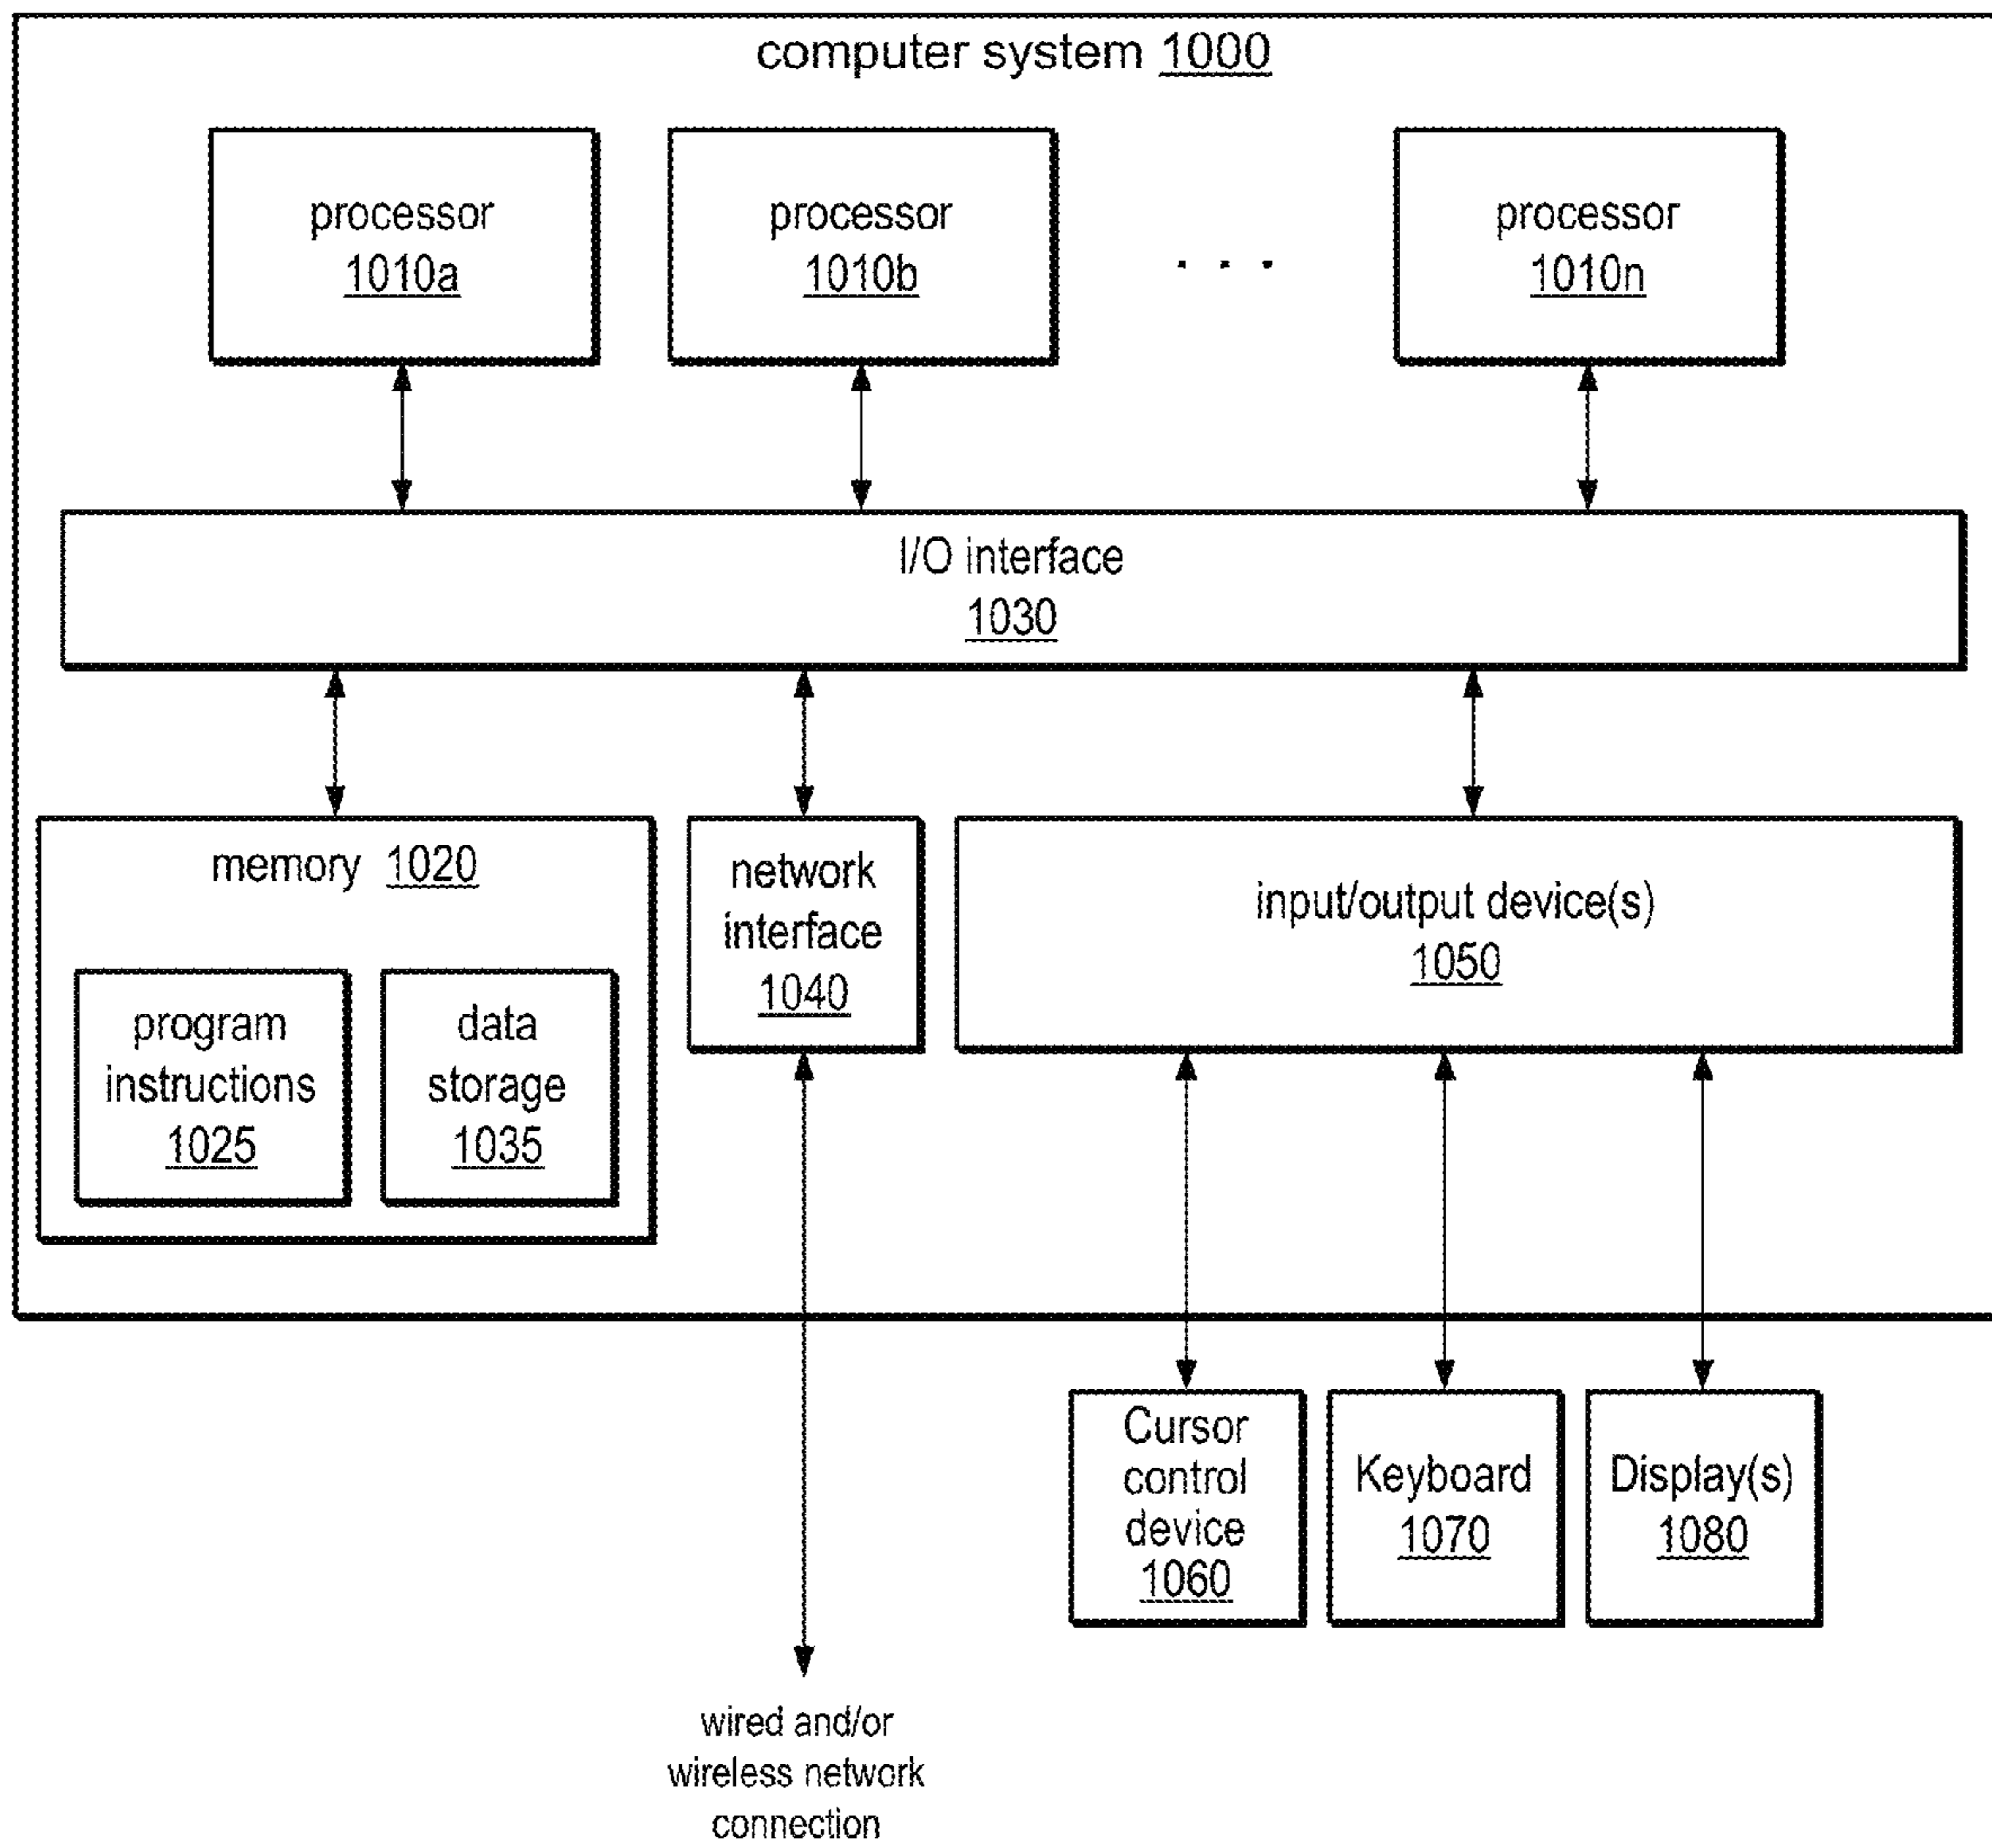 computer system 1000
processor
1010a
processor
1010b
. . .
processor
1010n
I/O interface
1030
memory 1020
program
instructions
1025
data
storage
1035
network
interface
1040
input/output device(s)
1050
Cursor
control
device
1060
Keyboard
1070
Display(s)
1080
wired and/or
wireless network
connection